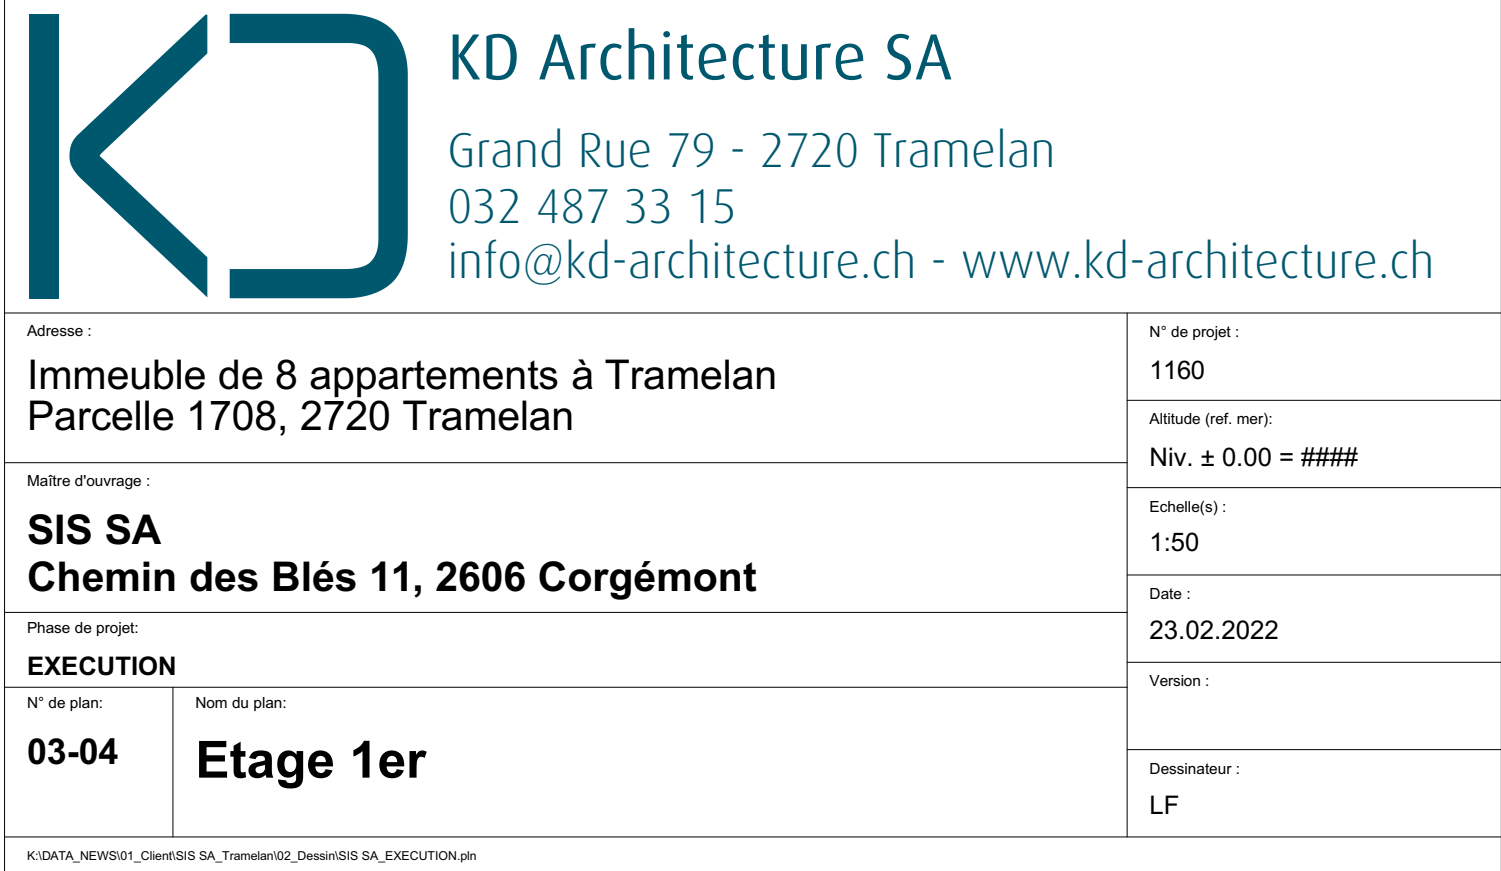 KD
KD Architecture SA
Grand Rue 79 - 2720 Tramelan
032 487 33 15
info@kd-architecture.ch - www.kd-architecture.ch
Adresse :
Immeuble de 8 appartements à Tramelan
Parcelle 1708, 2720 Tramelan
Maître d'ouvrage :
SIS SA
Chemin des Blés 11, 2606 Corgémont
Phase de projet:
EXECUTION
N° de plan:
03-04
Nom du plan:
Etage 1er
N° de projet :
1160
Altitude (ref. mer):
Niv. ± 0.00 = ####
Echelle(s) :
1:50
Date :
23.02.2022
Version :
Dessinateur :
LF
K:\DATA_NEWS\01_Client\SIS SA_Tramelan\02_Dessin\SIS SA_EXECUTION.pln